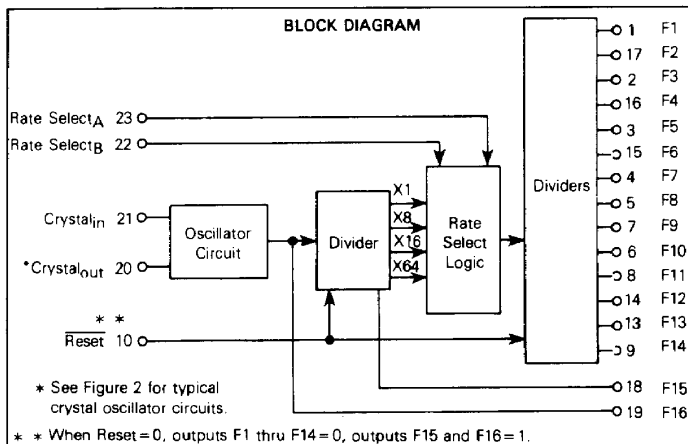 BLOCK DIAGRAM
1 F1
17 F2
2 F3
16 F4
3 F5
15 F6
4 F7
5 F8
7 F9
6 F10
8 F11
14 F12
13 F13
9 F14
18 F15
19 F16
Rate SelectA 23
Rate SelectB 22
Crystalin 21
*Crystalout 20
* *
Reset 10
Oscillator
Circuit
Divider
X1
X8
X16
X64
Rate
Select
Logic
Dividers
* See Figure 2 for typical
crystal oscillator circuits.
* * When Reset=0, outputs F1 thru F14=0, outputs F15 and F16=1.